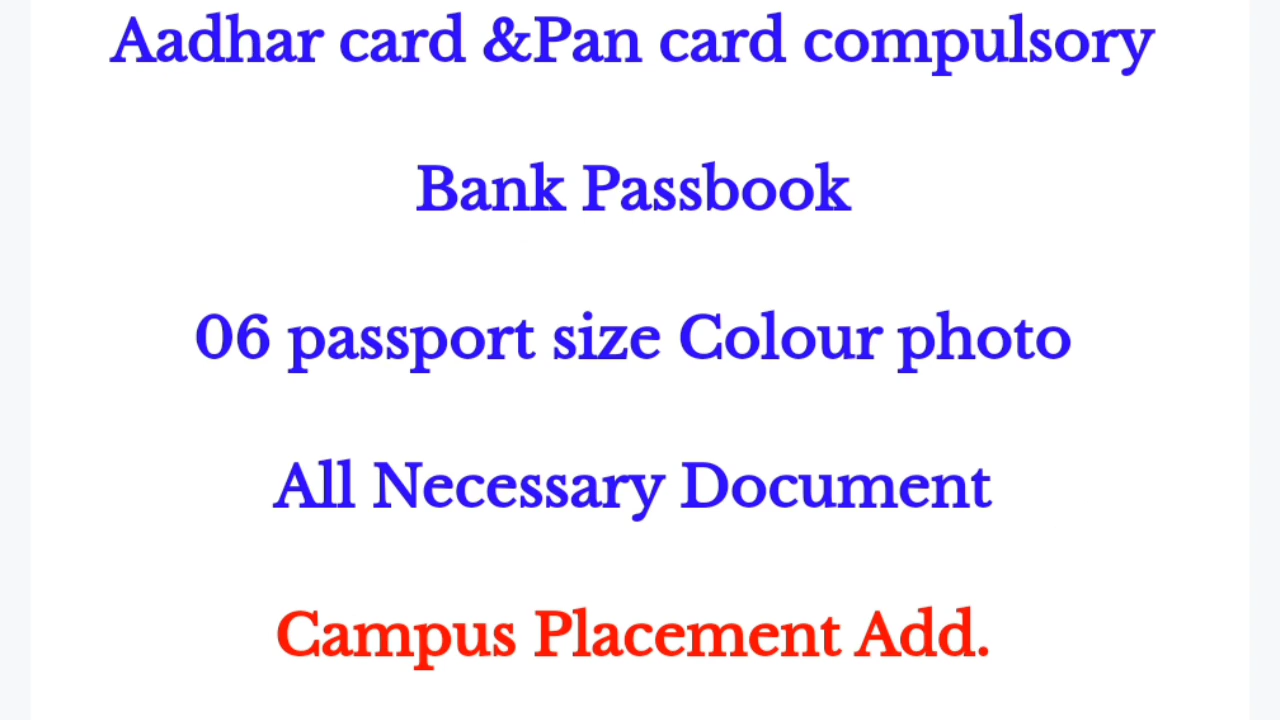 Aadhar card &Pan card compulsory
Bank Passbook
06 passport size Colour photo
All Necessary Document
Campus Placement Add.